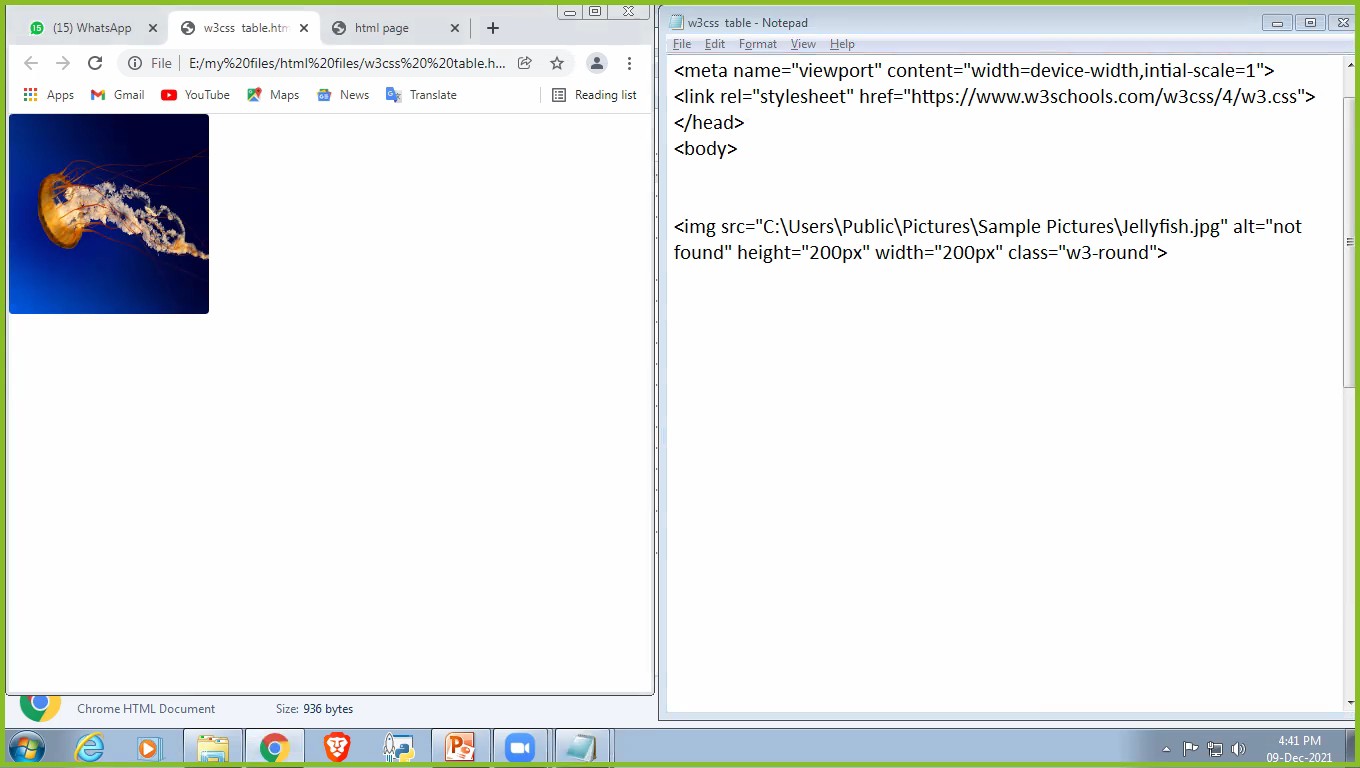 (15) WhatsApp
w3css table.htm
html page
File
E:/my%20files/html%20files/w3css%20%20table.h...
Apps
Gmail
YouTube
Maps
News
Translate
Reading list
Chrome HTML Document
Size: 936 bytes
w3css table - Notepad
File Edit Format View Help
<meta name="viewport" content="width=device-width,intial-scale=1">
<link rel="stylesheet" href="https://www.w3schools.com/w3css/4/w3.css">
</head>
<body>
<img src="C:\Users\Public\Pictures\Sample Pictures\Jellyfish.jpg" alt="not
found" height="200px" width="200px" class="w3-round">
4:41 PM
09-Dec-2021